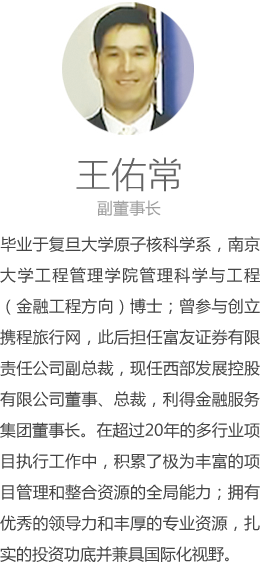 王佑常
副董事长
毕业于复旦大学原子核科学系，南京
大学工程管理学院管理科学与工程
（金融工程方向）博士；曾参与创立
携程旅行网，此后担任富友证券有限
责任公司副总裁，现任西部发展控股
有限公司董事、总裁，利得金融服务
集团董事长。在超过20年的多行业项
目执行工作中，积累了极为丰富的项
目管理和整合资源的全局能力；拥有
优秀的领导力和丰厚的专业资源，扎
实的投资功底并兼具国际化视野。